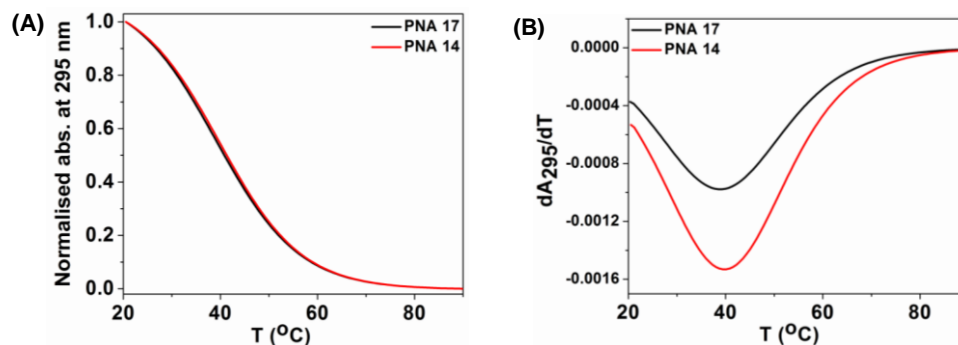 (A)
Normalised abs. at 295 nm
1.0
0.8
0.6
0.4
0.2
0.0
PNA 17
PNA 14
20 40 60 80
T (°C)
(B)
dA295/dT
0.0000
-0.0004
-0.0008
-0.0012
-0.0016
PNA 17
PNA 14
20 40 60 80
T (°C)